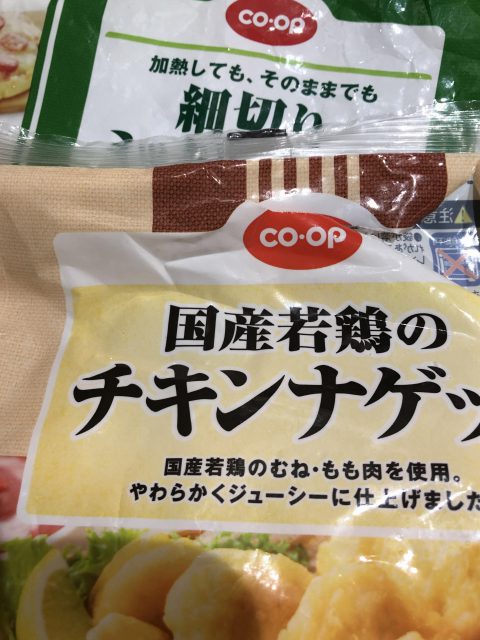 CO·OP
加熱しても、そのままでも
細切り
CO·OP
注意
国産若鶏の
チキンナゲッ
国産若鶏のむね・もも肉を使用。
やわらかくジューシーに仕上げました